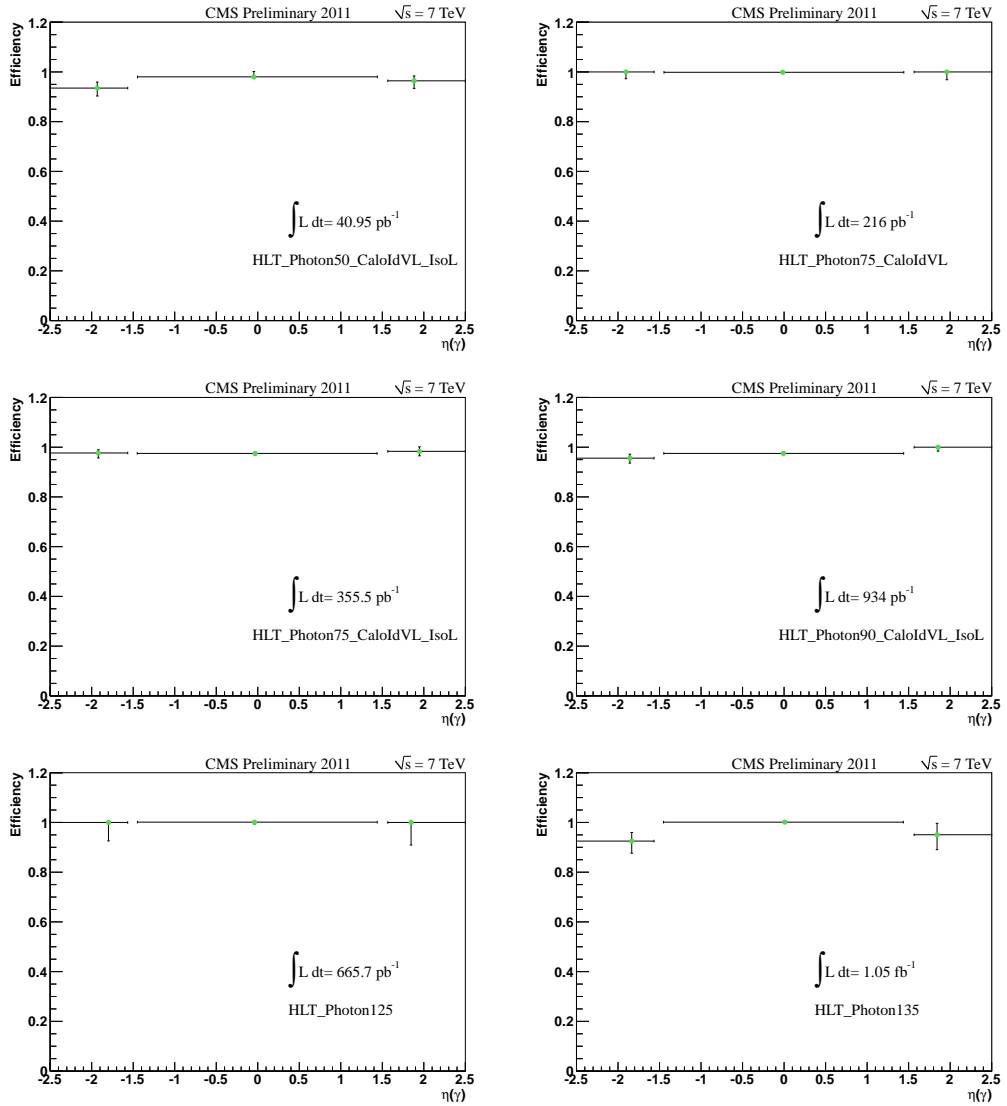 CMS Preliminary 2011 √s = 7 TeV
Efficiency
1.2
1
0.8
0.6
0.4
0.2
0
∫ L dt= 40.95 pb-1
HLT_Photon50_CaloIdVL_IsoL
-2.5 -2 -1.5 -1 -0.5 0 0.5 1 1.5 2 2.5
η(γ)
CMS Preliminary 2011 √s = 7 TeV
Efficiency
1.2
1
0.8
0.6
0.4
0.2
0
∫ L dt= 216 pb-1
HLT_Photon75_CaloIdVL
-2.5 -2 -1.5 -1 -0.5 0 0.5 1 1.5 2 2.5
η(γ)
CMS Preliminary 2011 √s = 7 TeV
Efficiency
1.2
1
0.8
0.6
0.4
0.2
0
∫ L dt= 355.5 pb-1
HLT_Photon75_CaloIdVL_IsoL
-2.5 -2 -1.5 -1 -0.5 0 0.5 1 1.5 2 2.5
η(γ)
CMS Preliminary 2011 √s = 7 TeV
Efficiency
1.2
1
0.8
0.6
0.4
0.2
0
∫ L dt= 934 pb-1
HLT_Photon90_CaloIdVL_IsoL
-2.5 -2 -1.5 -1 -0.5 0 0.5 1 1.5 2 2.5
η(γ)
CMS Preliminary 2011 √s = 7 TeV
Efficiency
1.2
1
0.8
0.6
0.4
0.2
0
∫ L dt= 665.7 pb-1
HLT_Photon125
-2.5 -2 -1.5 -1 -0.5 0 0.5 1 1.5 2 2.5
η(γ)
CMS Preliminary 2011 √s = 7 TeV
Efficiency
1.2
1
0.8
0.6
0.4
0.2
0
∫ L dt= 1.05 fb-1
HLT_Photon135
-2.5 -2 -1.5 -1 -0.5 0 0.5 1 1.5 2 2.5
η(γ)